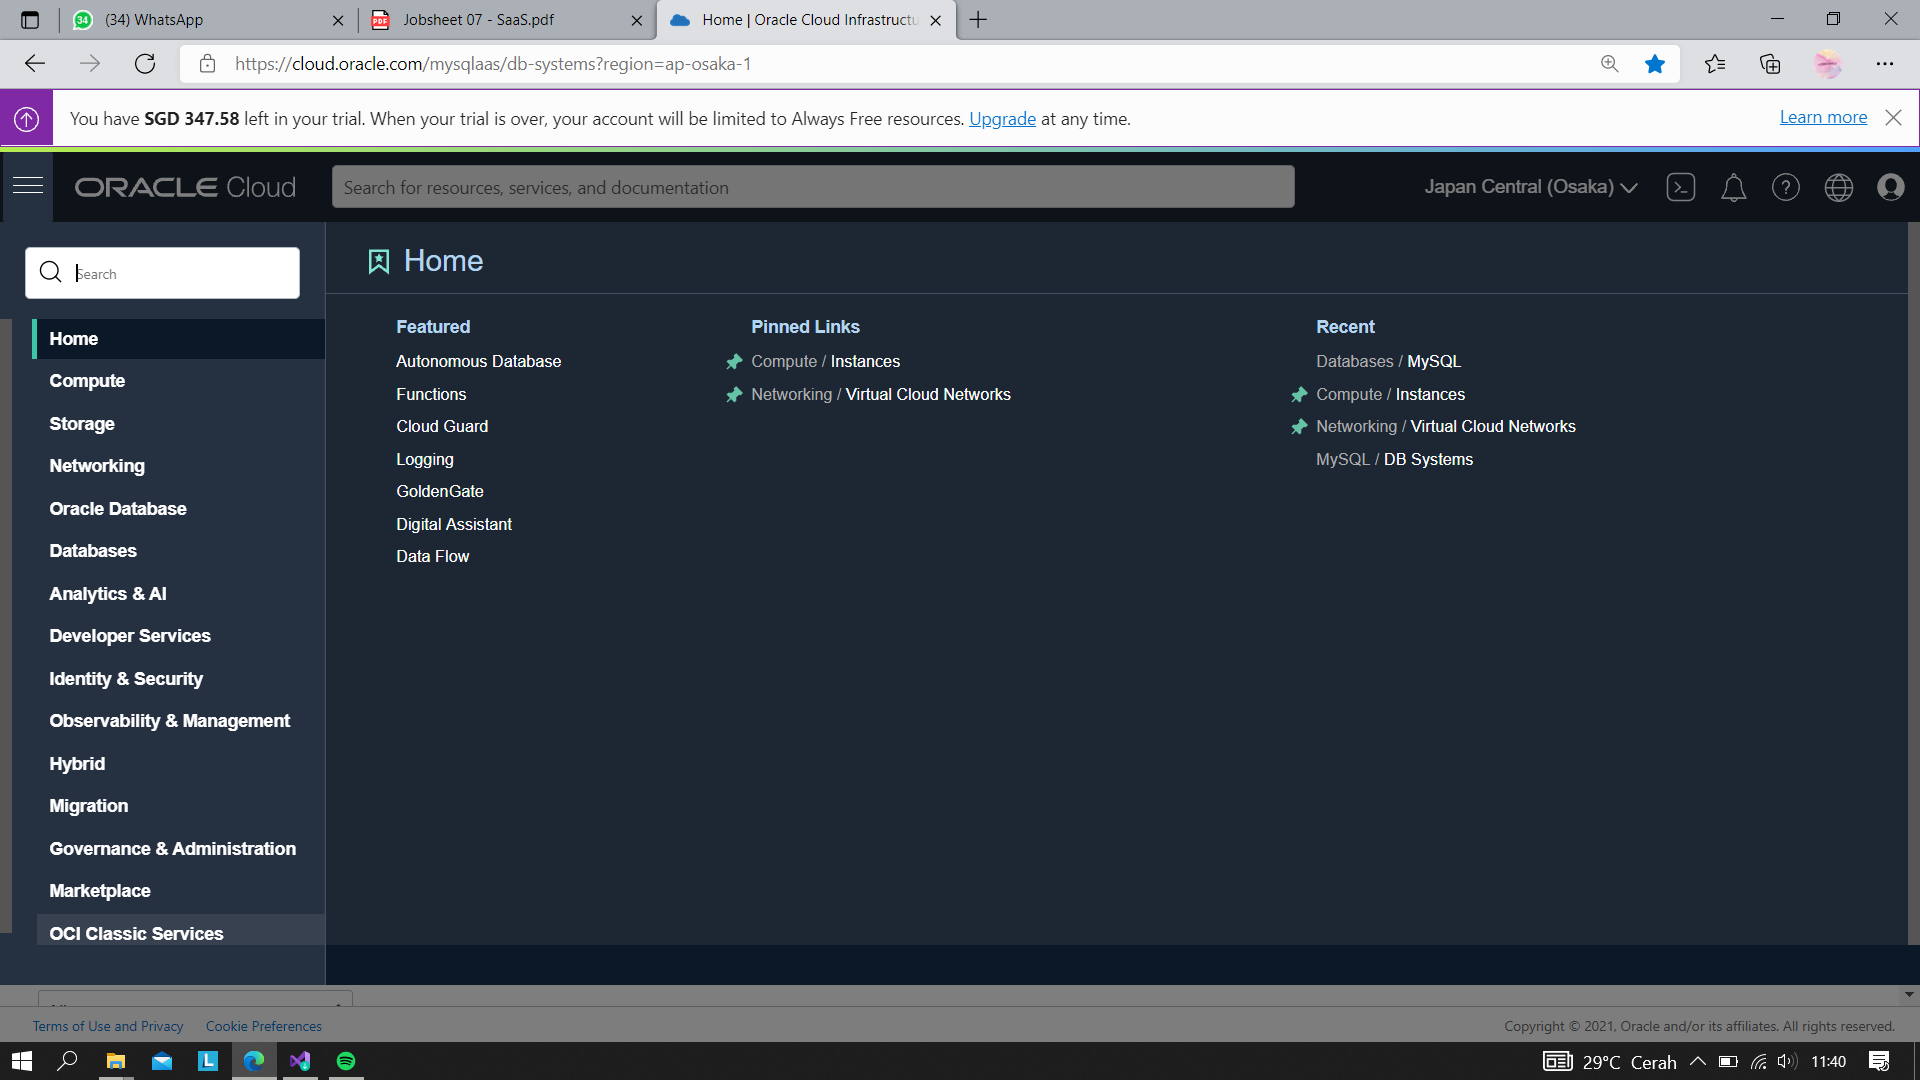 (34) WhatsApp
Jobsheet 07 - SaaS.pdf
Home | Oracle Cloud Infrastructu
https://cloud.oracle.com/mysqlaas/db-systems?region=ap-osaka-1
You have SGD 347.58 left in your trial. When your trial is over, your account will be limited to Always Free resources. Upgrade at any time.
Learn more
ORACLE Cloud
Search for resources, services, and documentation
Japan Central (Osaka)
Search
Home
Compute
Storage
Networking
Oracle Database
Databases
Analytics & AI
Developer Services
Identity & Security
Observability & Management
Hybrid
Migration
Governance & Administration
Marketplace
OCI Classic Services
Home
Featured
Autonomous Database
Functions
Cloud Guard
Logging
GoldenGate
Digital Assistant
Data Flow
Pinned Links
Compute / Instances
Networking / Virtual Cloud Networks
Recent
Databases / MySQL
Compute / Instances
Networking / Virtual Cloud Networks
MySQL / DB Systems
Terms of Use and Privacy
Cookie Preferences
Copyright © 2021, Oracle and/or its affiliates. All rights reserved.
29°C Cerah
11:40